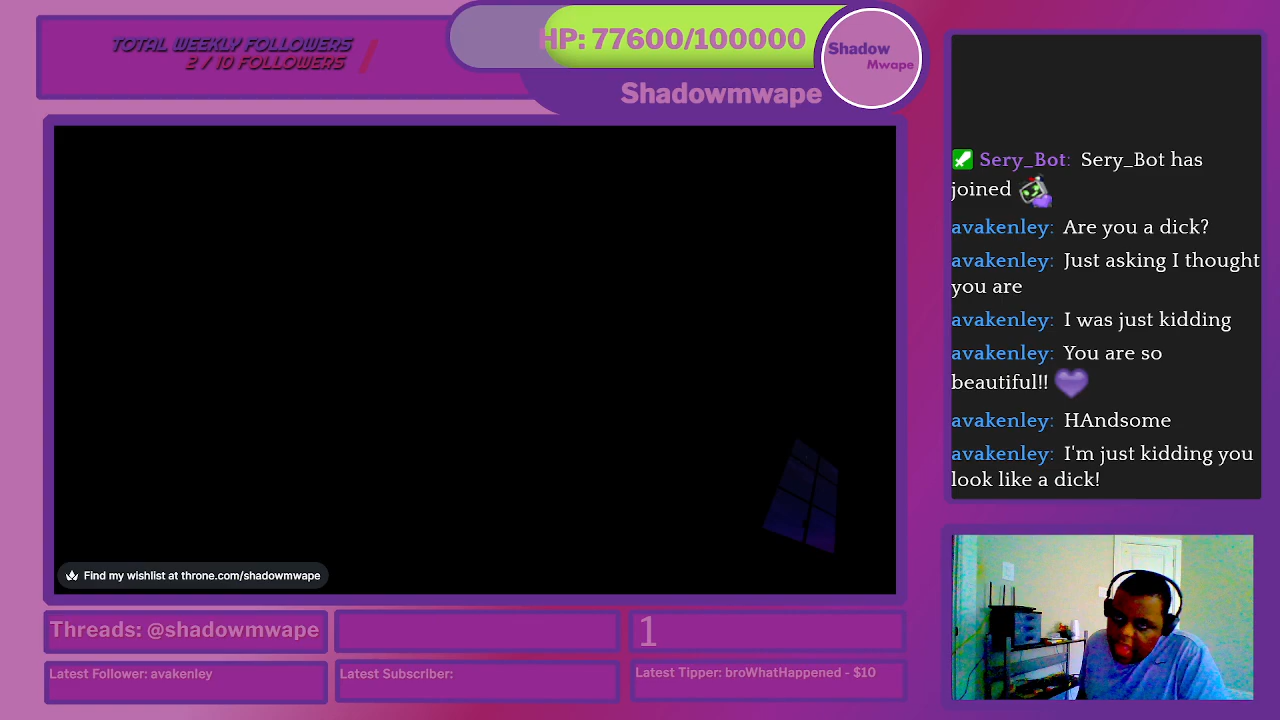 TOTAL WEEKLY FOLLOWERS
2 / 10 FOLLOWERS
HP: 77600/100000
Shadow
Mwape
Shadowmwape
Sery_Bot: Sery_Bot has
joined
avakenley: Are you a dick?
avakenley: Just asking I thought
you are
avakenley: I was just kidding
avakenley: You are so
beautiful!!
avakenley: HAndsome
avakenley: I'm just kidding you
look like a dick!
Find my wishlist at throne.com/shadowmwape
Threads: @shadowmwape
1
Latest Follower: avakenley
Latest Subscriber:
Latest Tipper: broWhatHappened - $10